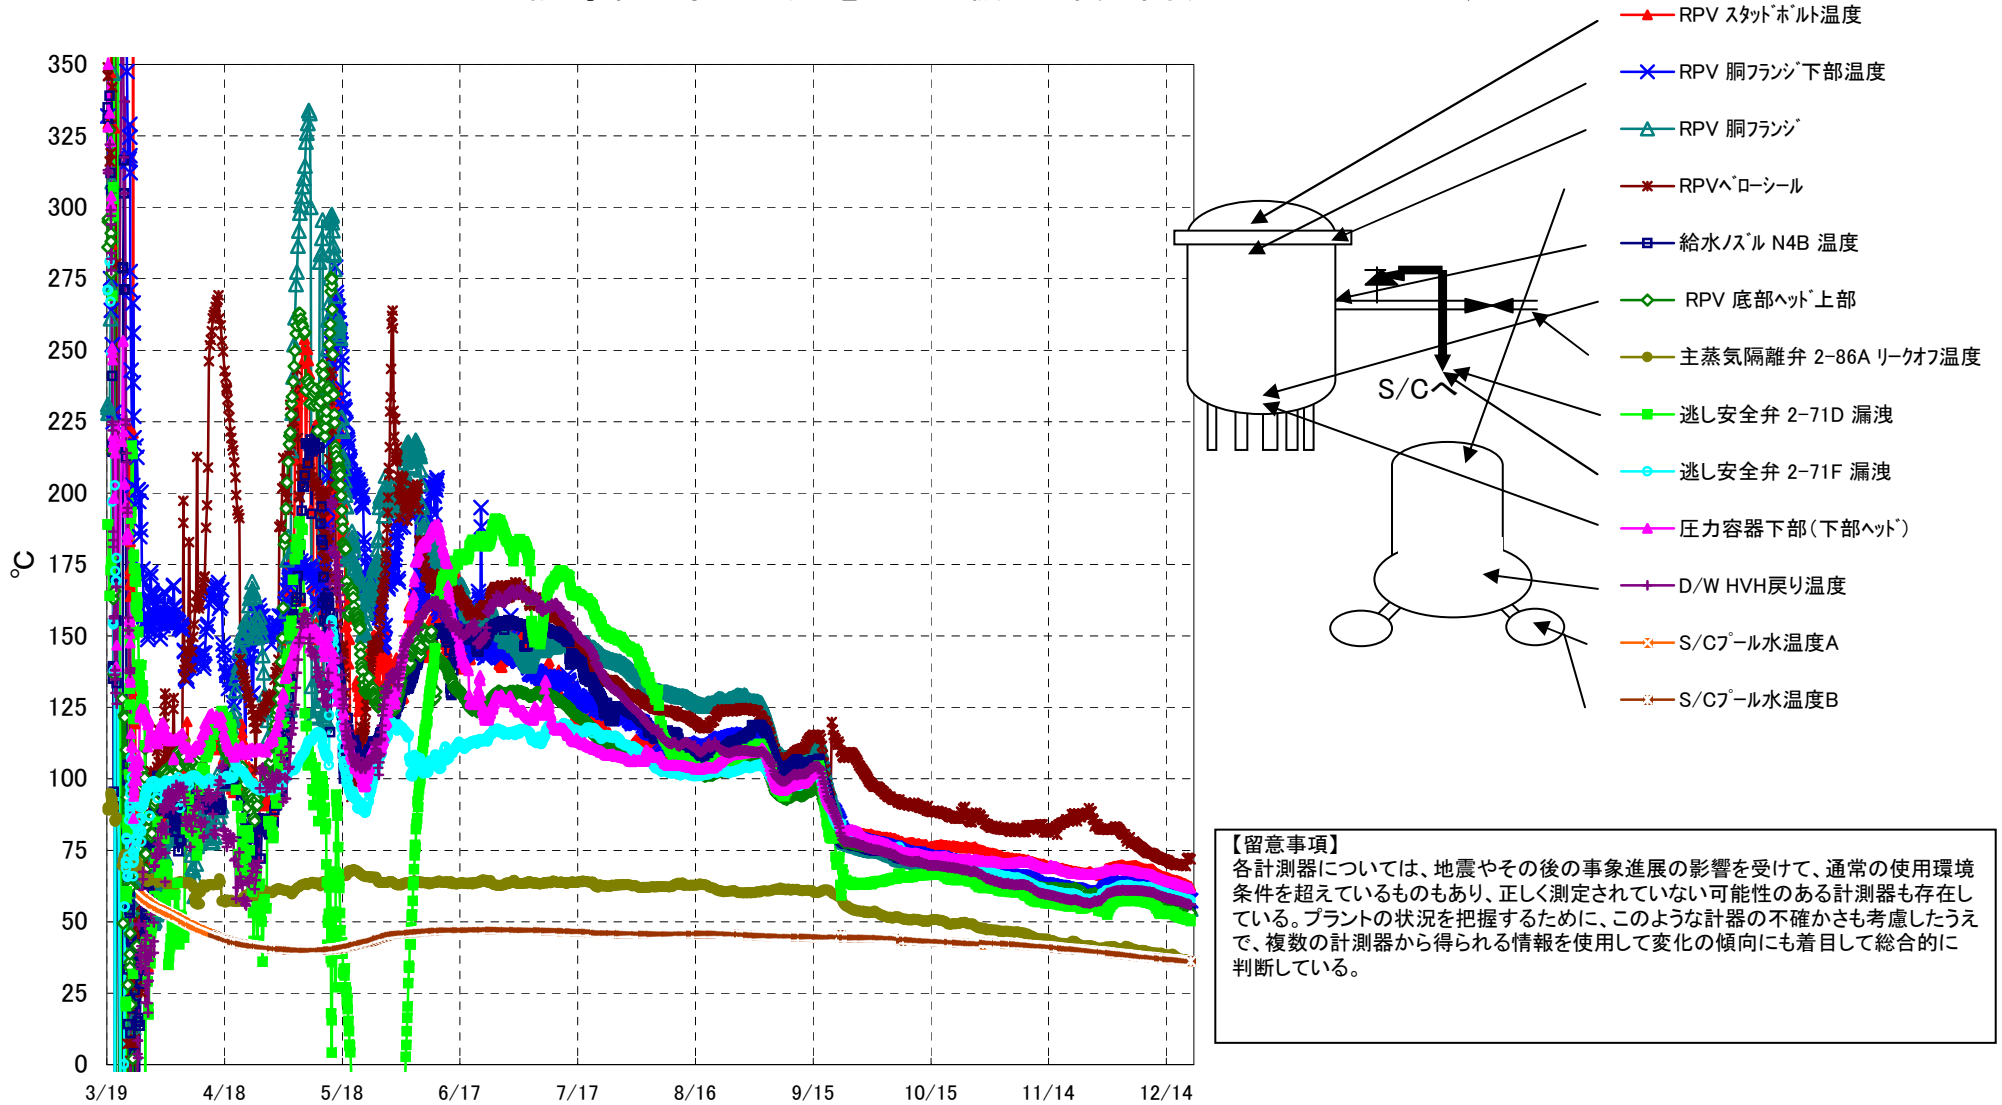 RPV スタッドボルト温度
RPV 胴フランジ下部温度
RPV 胴フランジ
RPVベローシール
給水ノズル N4B 温度
RPV 底部ヘッド上部
主蒸気隔離弁 2-86A リークオフ温度
逃し安全弁 2-71D 漏洩
逃し安全弁 2-71F 漏洩
圧力容器下部(下部ヘッド)
D/W HVH戻り温度
S/Cプール水温度A
S/Cプール水温度B
℃
350
325
300
275
250
225
200
175
150
125
100
75
50
25
0
3/19
4/18
5/18
6/17
7/17
8/16
9/15
10/15
11/14
12/14
S/Cへ
【留意事項】
各計測器については、地震やその後の事象進展の影響を受けて、通常の使用環境
条件を超えているものもあり、正しく測定されていない可能性のある計測器も存在し
ている。プラントの状況を把握するために、このような計器の不確かさも考慮したうえ
で、複数の計測器から得られる情報を使用して変化の傾向にも着目して総合的に
判断している。